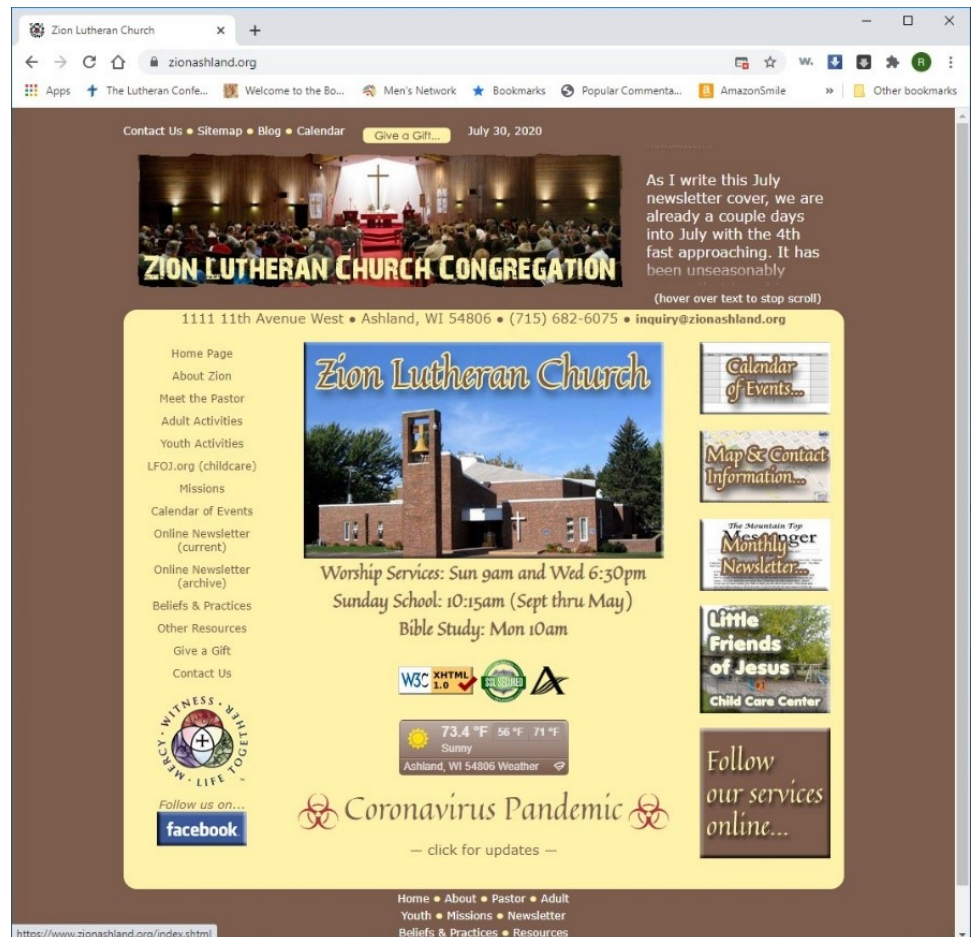 Zion Lutheran Church
zionashland.org
Apps The Lutheran Confe... Welcome to the Bo... Men's Network Bookmarks Popular Commenta... AmazonSmile » Other bookmarks
Contact Us • Sitemap • Blog • Calendar Give a Gift... July 30, 2020
As I write this July
newsletter cover, we are
already a couple days
into July with the 4th
fast approaching. It has
been unseasonably
(hover over text to stop scroll)
ZION LUTHERAN CHURCH CONGREGATION
1111 11th Avenue West • Ashland, WI 54806 • (715) 682-6075 • inquiry@zionashland.org
Home Page
About Zion
Meet the Pastor
Adult Activities
Youth Activities
LFOJ.org (childcare)
Missions
Calendar of Events
Online Newsletter
(current)
Online Newsletter
(archive)
Beliefs & Practices
Other Resources
Give a Gift
Contact Us
WITNESS • MERCY • LIFE TOGETHER
Follow us on...
facebook
Zion Lutheran Church
Worship Services: Sun 9am and Wed 6:30pm
Sunday School: 10:15am (Sept thru May)
Bible Study: Mon 10am
W3C XHTML 1.0
SSL SECURED
73.4 °F 56 °F 71 °F
Sunny
Ashland, WI 54806 Weather
Coronavirus Pandemic
— click for updates —
Calendar
of Events...
Map & Contact
Information...
The Mountain Top
Messenger
Monthly
Newsletter...
Little
Friends
of Jesus
Child Care Center
Follow
our services
online...
Home • About • Pastor • Adult
Youth • Missions • Newsletter
Beliefs & Practices • Resources
https://www.zionashland.org/index.shtml